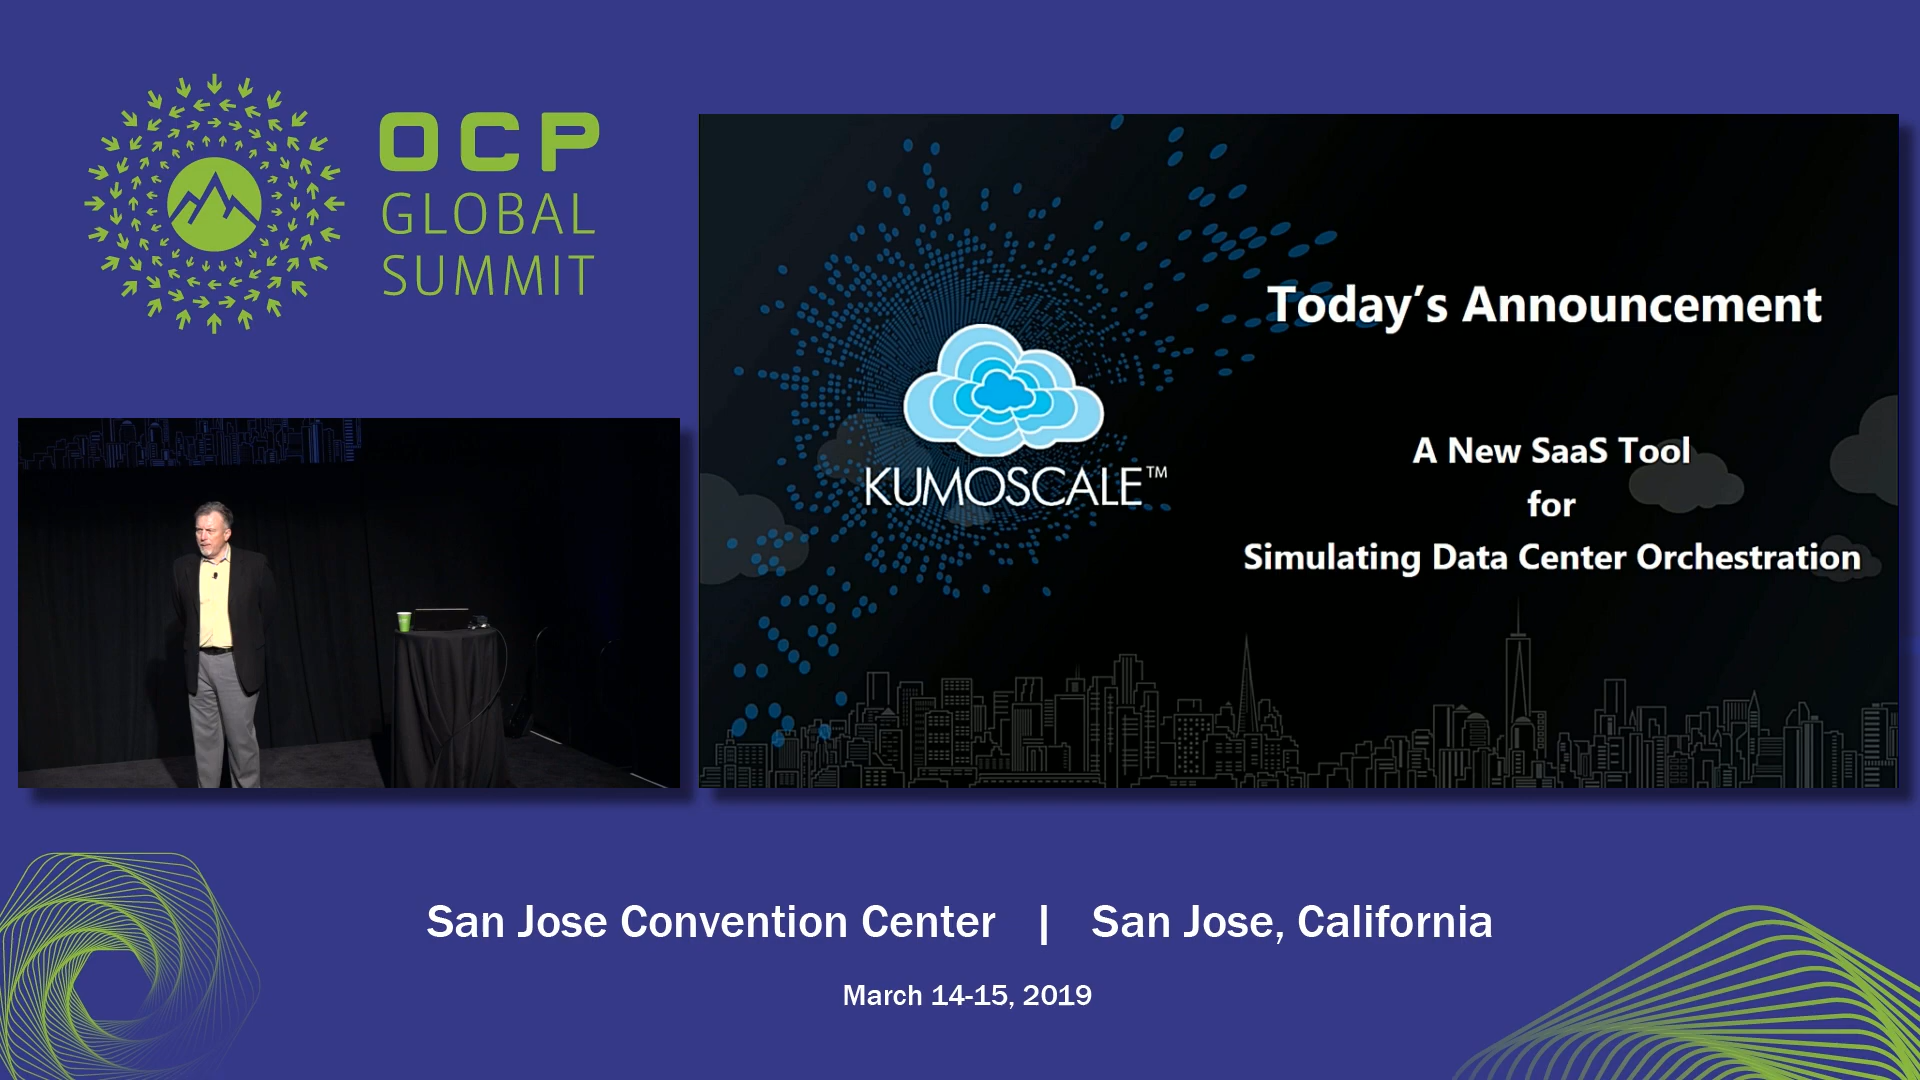 OCP
GLOBAL
SUMMIT
Today's Announcement
KUMOSCALE™
A New SaaS Tool
for
Simulating Data Center Orchestration
San Jose Convention Center | San Jose, California
March 14-15, 2019